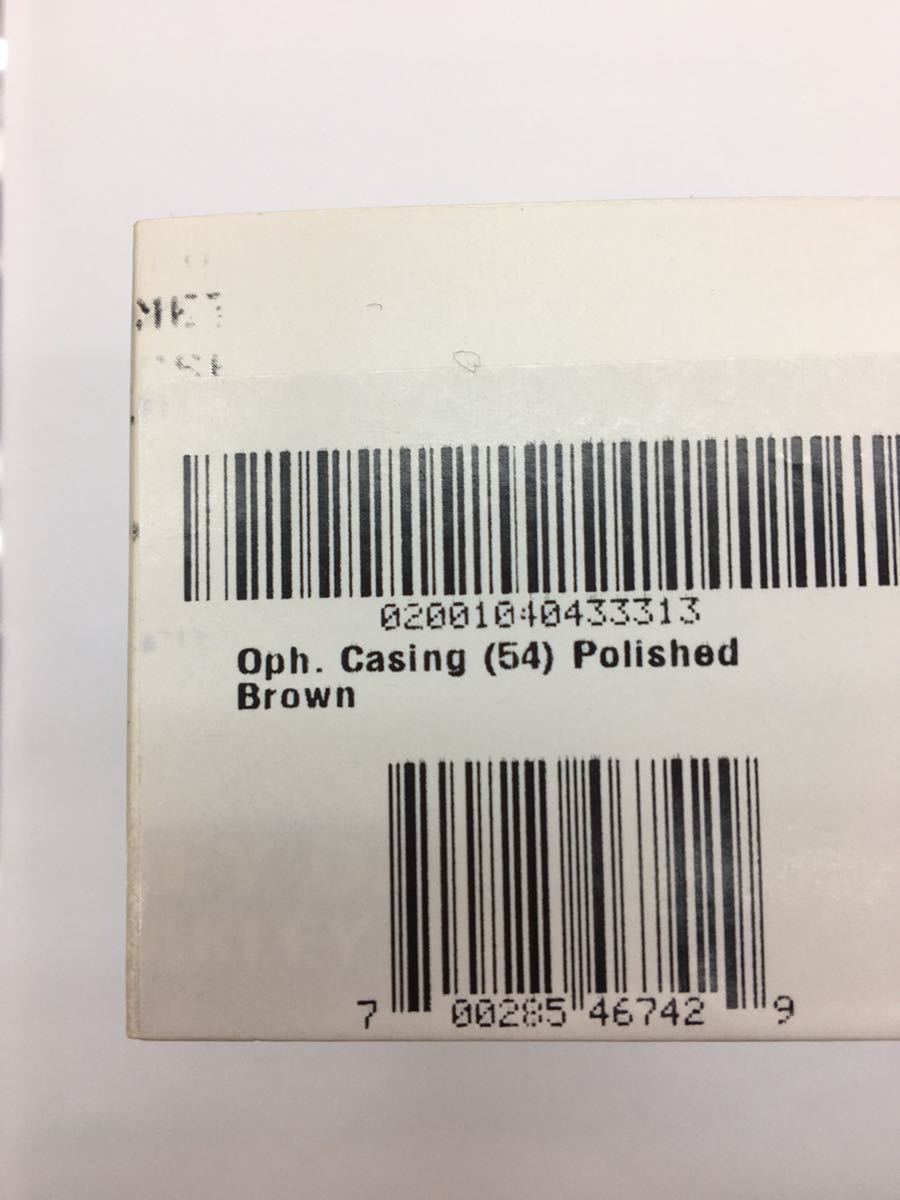 02001040433313
Oph. Casing (54) Polished
Brown
7 00285 46742 9